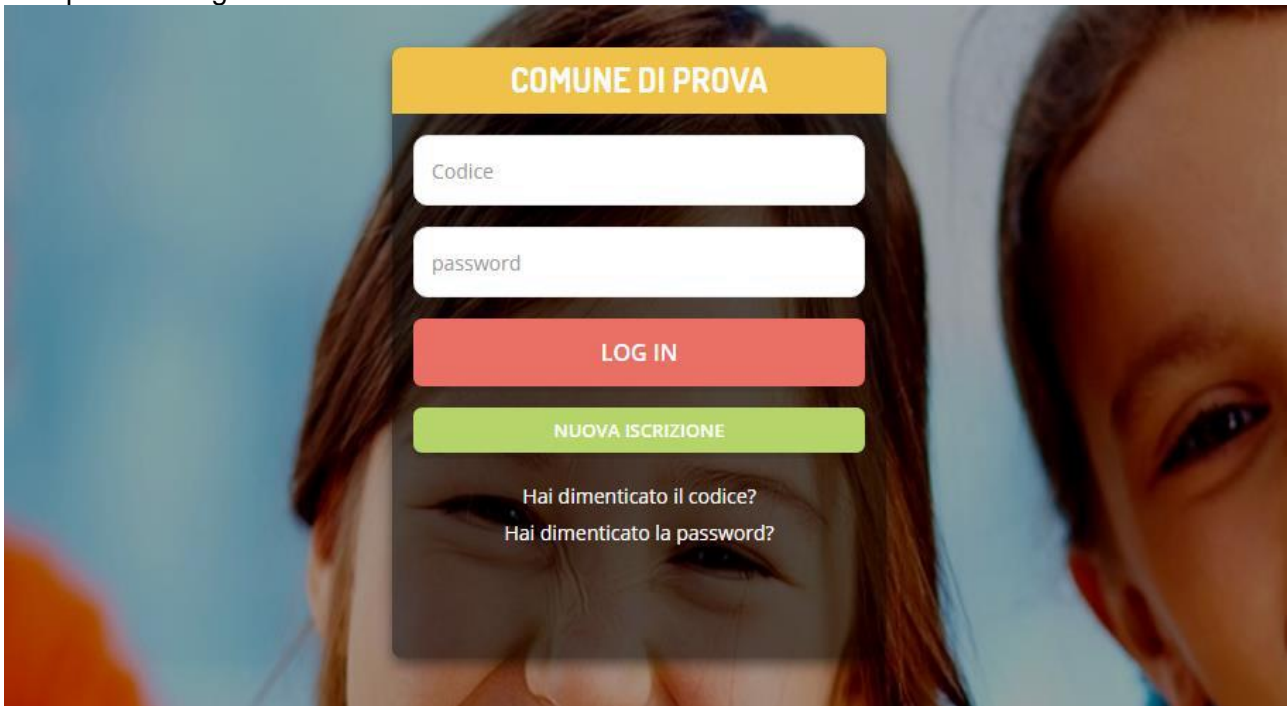 COMUNE DI PROVA
Codice
password
LOG IN
NUOVA ISCRIZIONE
Hai dimenticato il codice?
Hai dimenticato la password?